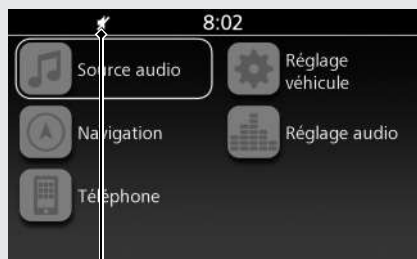 8:02
Source audio
Réglage
véhicule
Navigation
Réglage audio
Téléphone